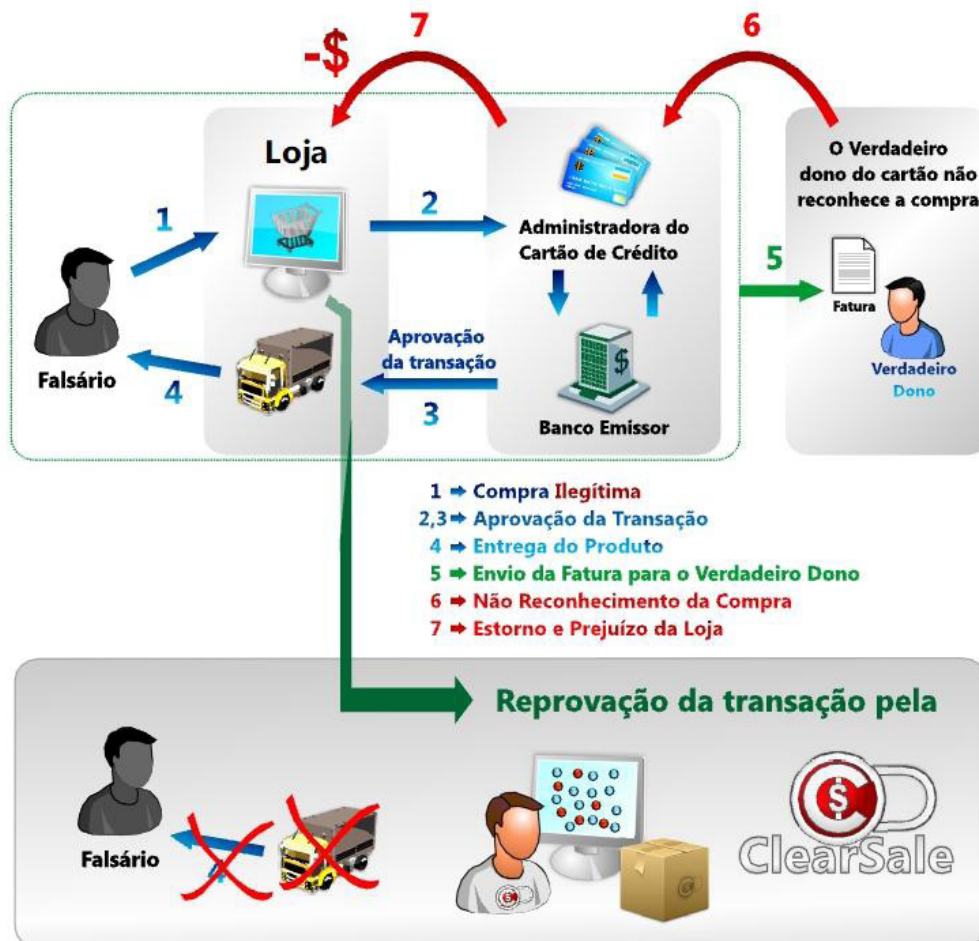 -$
7
6
Loja
1
2
Administradora do
Cartão de Crédito
O Verdadeiro
dono do cartão não
reconhece a compra
5
Fatura
Verdadeiro
Dono
Falsário
4
Aprovação
da transação
3
$
Banco Emissor
1 ➡ Compra Ilegítima
2,3 ➡ Aprovação da Transação
4 ➡ Entrega do Produto
5 ➡ Envio da Fatura para o Verdadeiro Dono
6 ➡ Não Reconhecimento da Compra
7 ➡ Estorno e Prejuízo da Loja
Reprovação da transação pela
Falsário
4
$
ClearSale